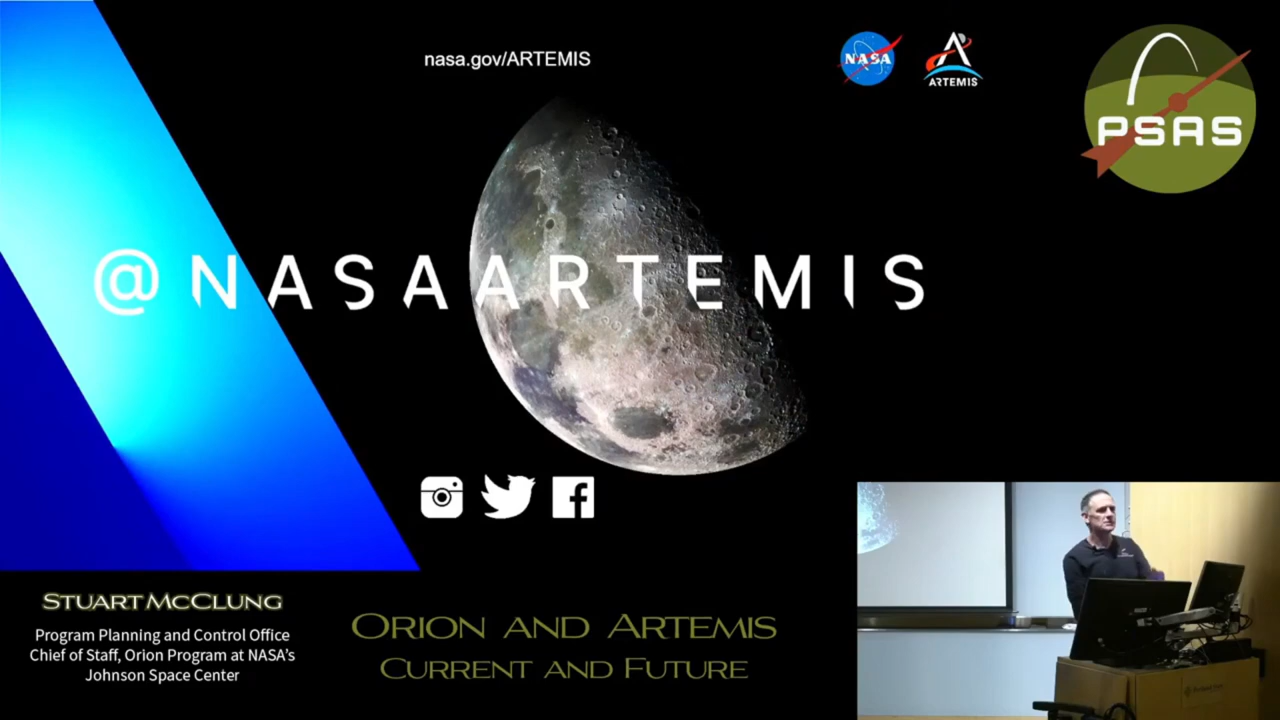 nasa.gov/ARTEMIS
NASA
ARTEMIS
PSAS
@NASAARTEMIS
STUART MCCLUNG
Program Planning and Control Office
Chief of Staff, Orion Program at NASA's
Johnson Space Center
ORION AND ARTEMIS
CURRENT AND FUTURE